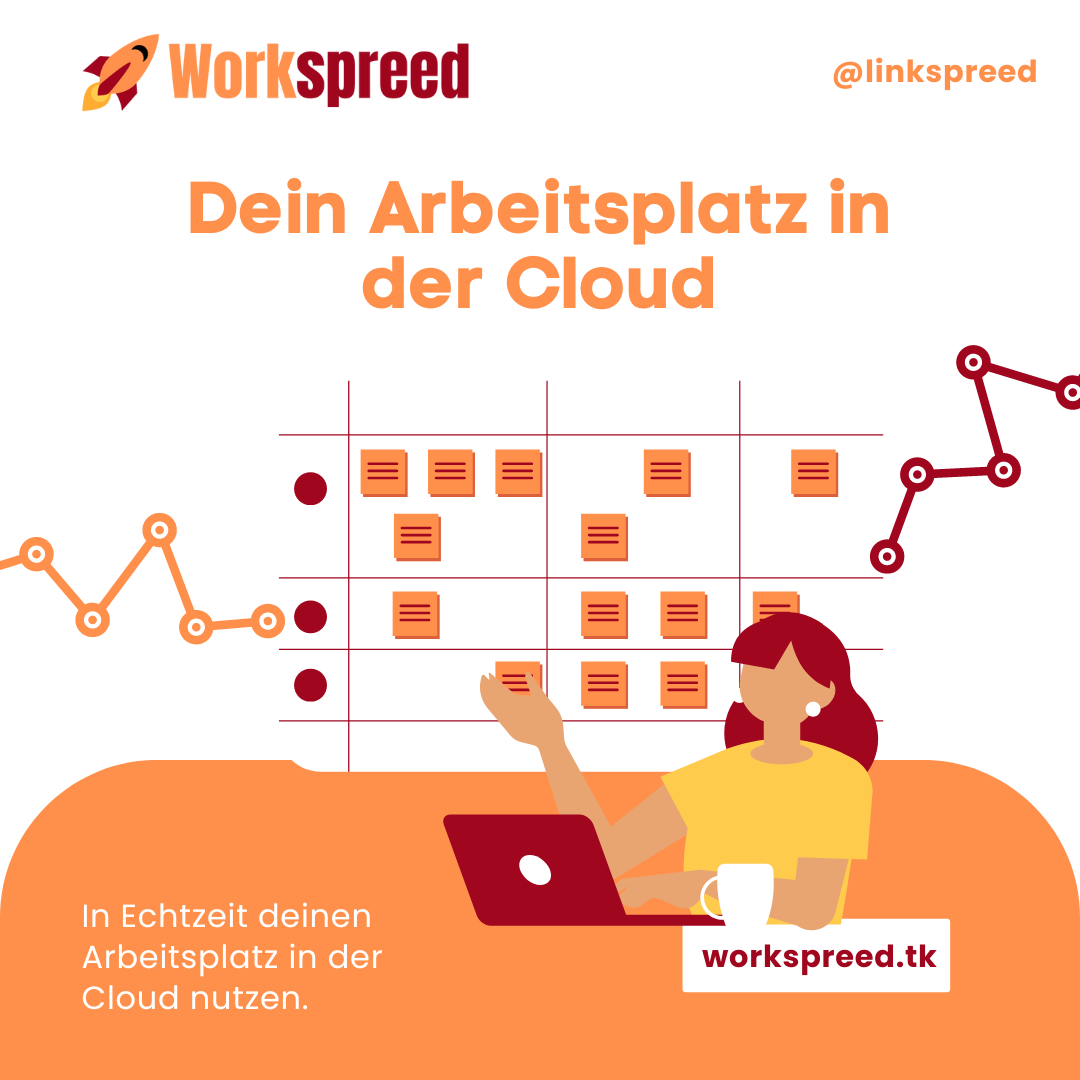 Workspreed
@linkspreed
Dein Arbeitsplatz in
der Cloud
In Echtzeit deinen
Arbeitsplatz in der
Cloud nutzen.
workspreed.tk